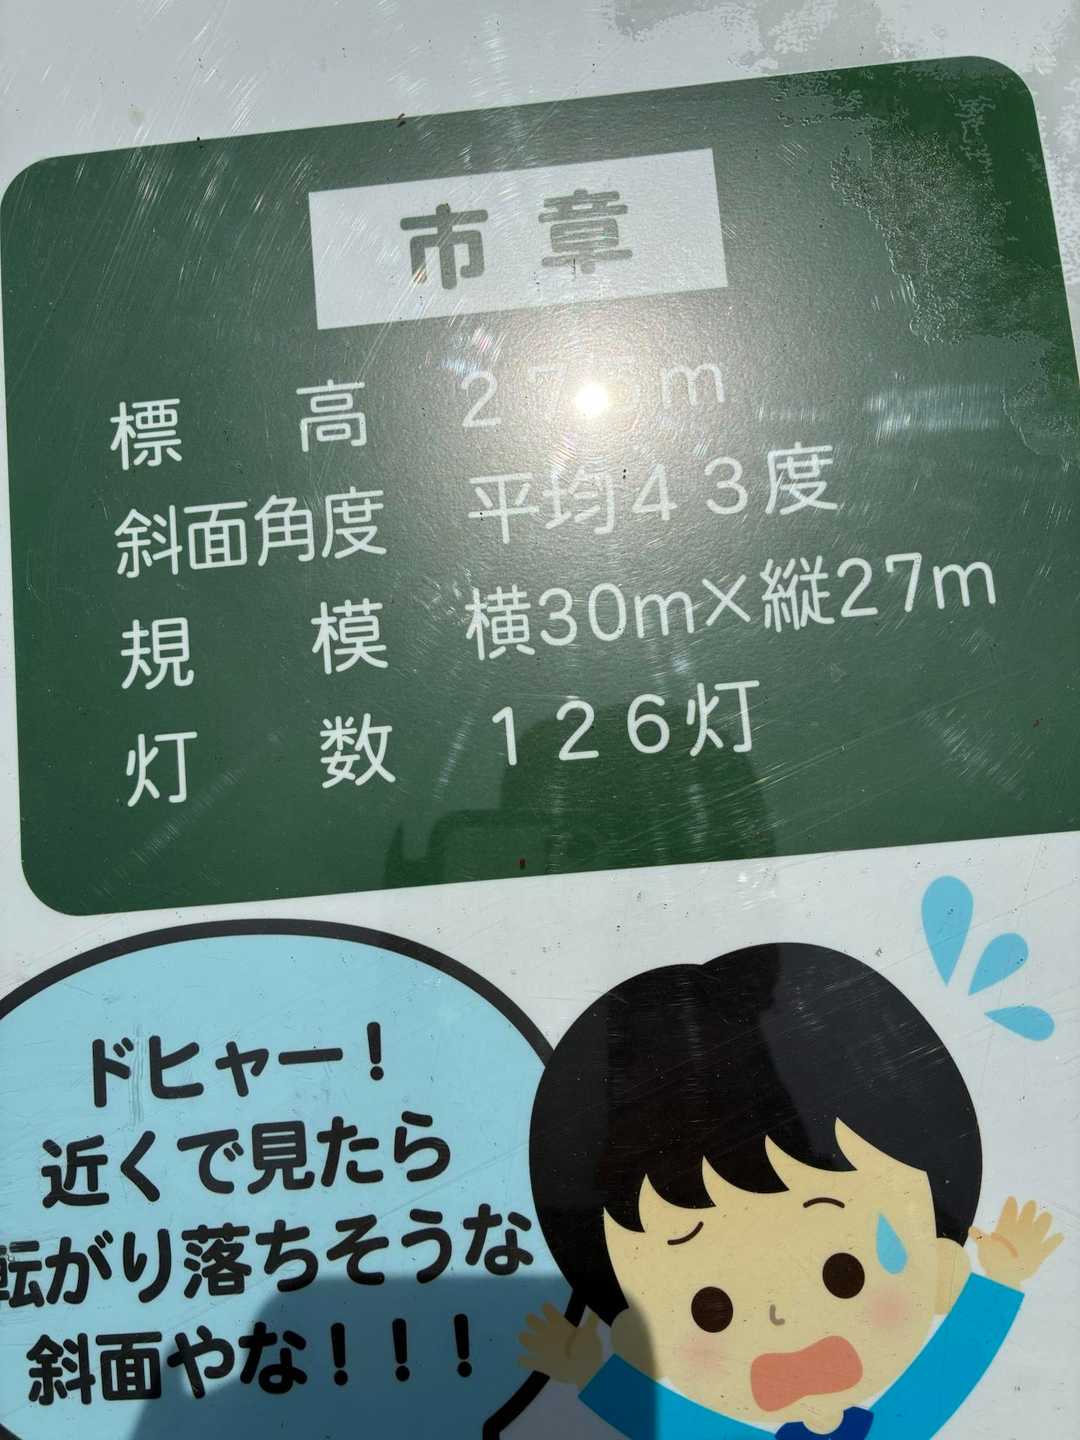 市章
標高 275m
斜面角度 平均43度
規模 横30m×縦27m
灯数 126灯
ドヒャー!
近くで見たら
転がり落ちそうな
斜面やな!!!